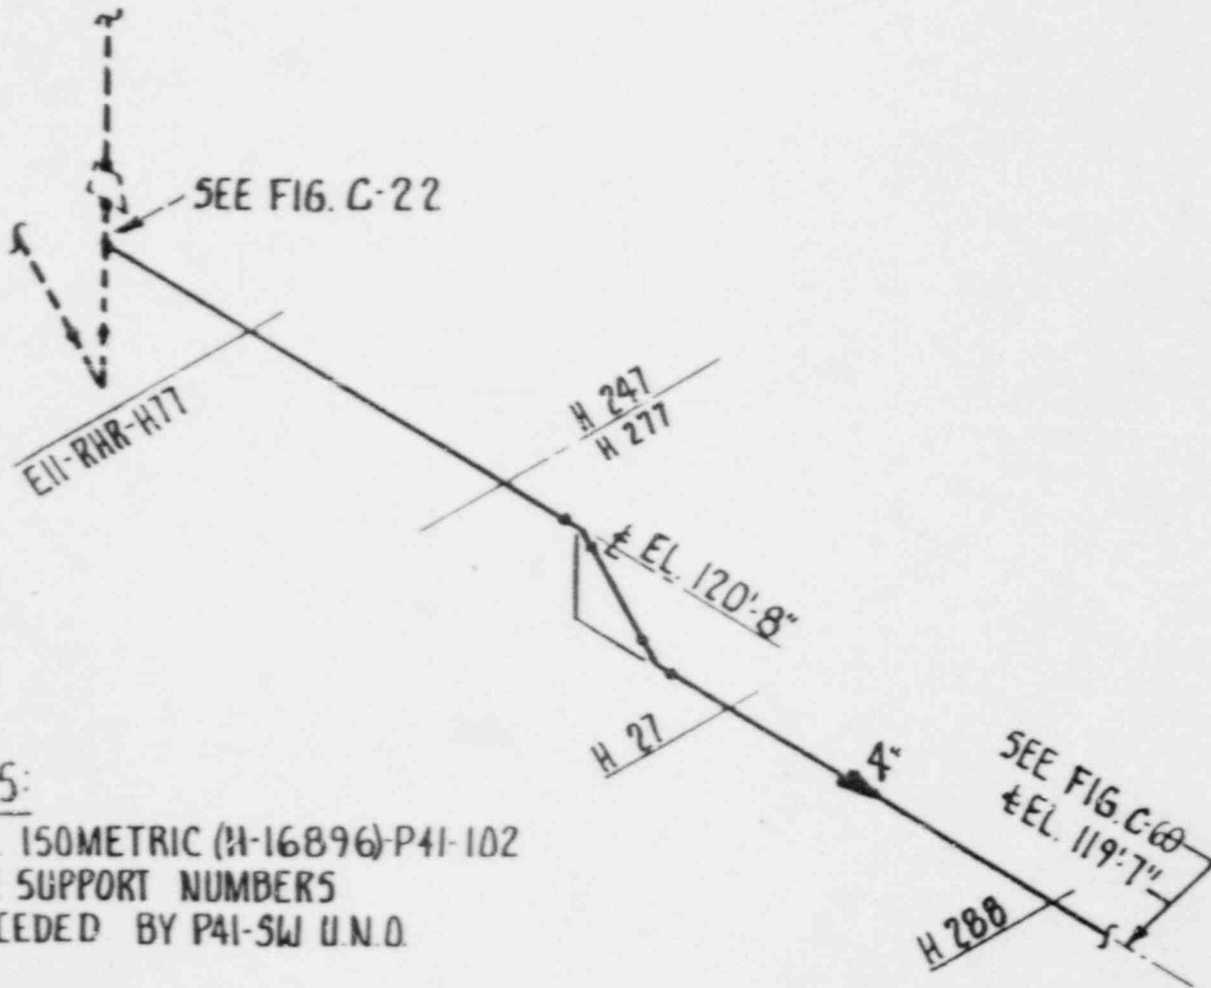 SEE FIG. C-22
E11-RHR-H77
H 247
H 277
℄ EL. 120'-8"
H 27
4"
SEE FIG. C-60
℄ EL. 119'-7"
H 288
S:
ISOMETRIC (H-16896)-P41-102
SUPPORT NUMBERS
CEDED BY P41-SW U.N.O.